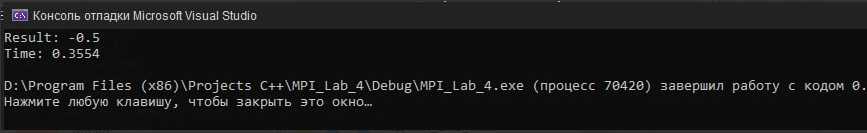 Консоль отладки Microsoft Visual Studio
Result: -0.5
Time: 0.3554
D:\Program Files (x86)\Projects C++\MPI_Lab_4\Debug\MPI_Lab_4.exe (процесс 70420) завершил работу с кодом 0.
Нажмите любую клавишу, чтобы закрыть это окно…